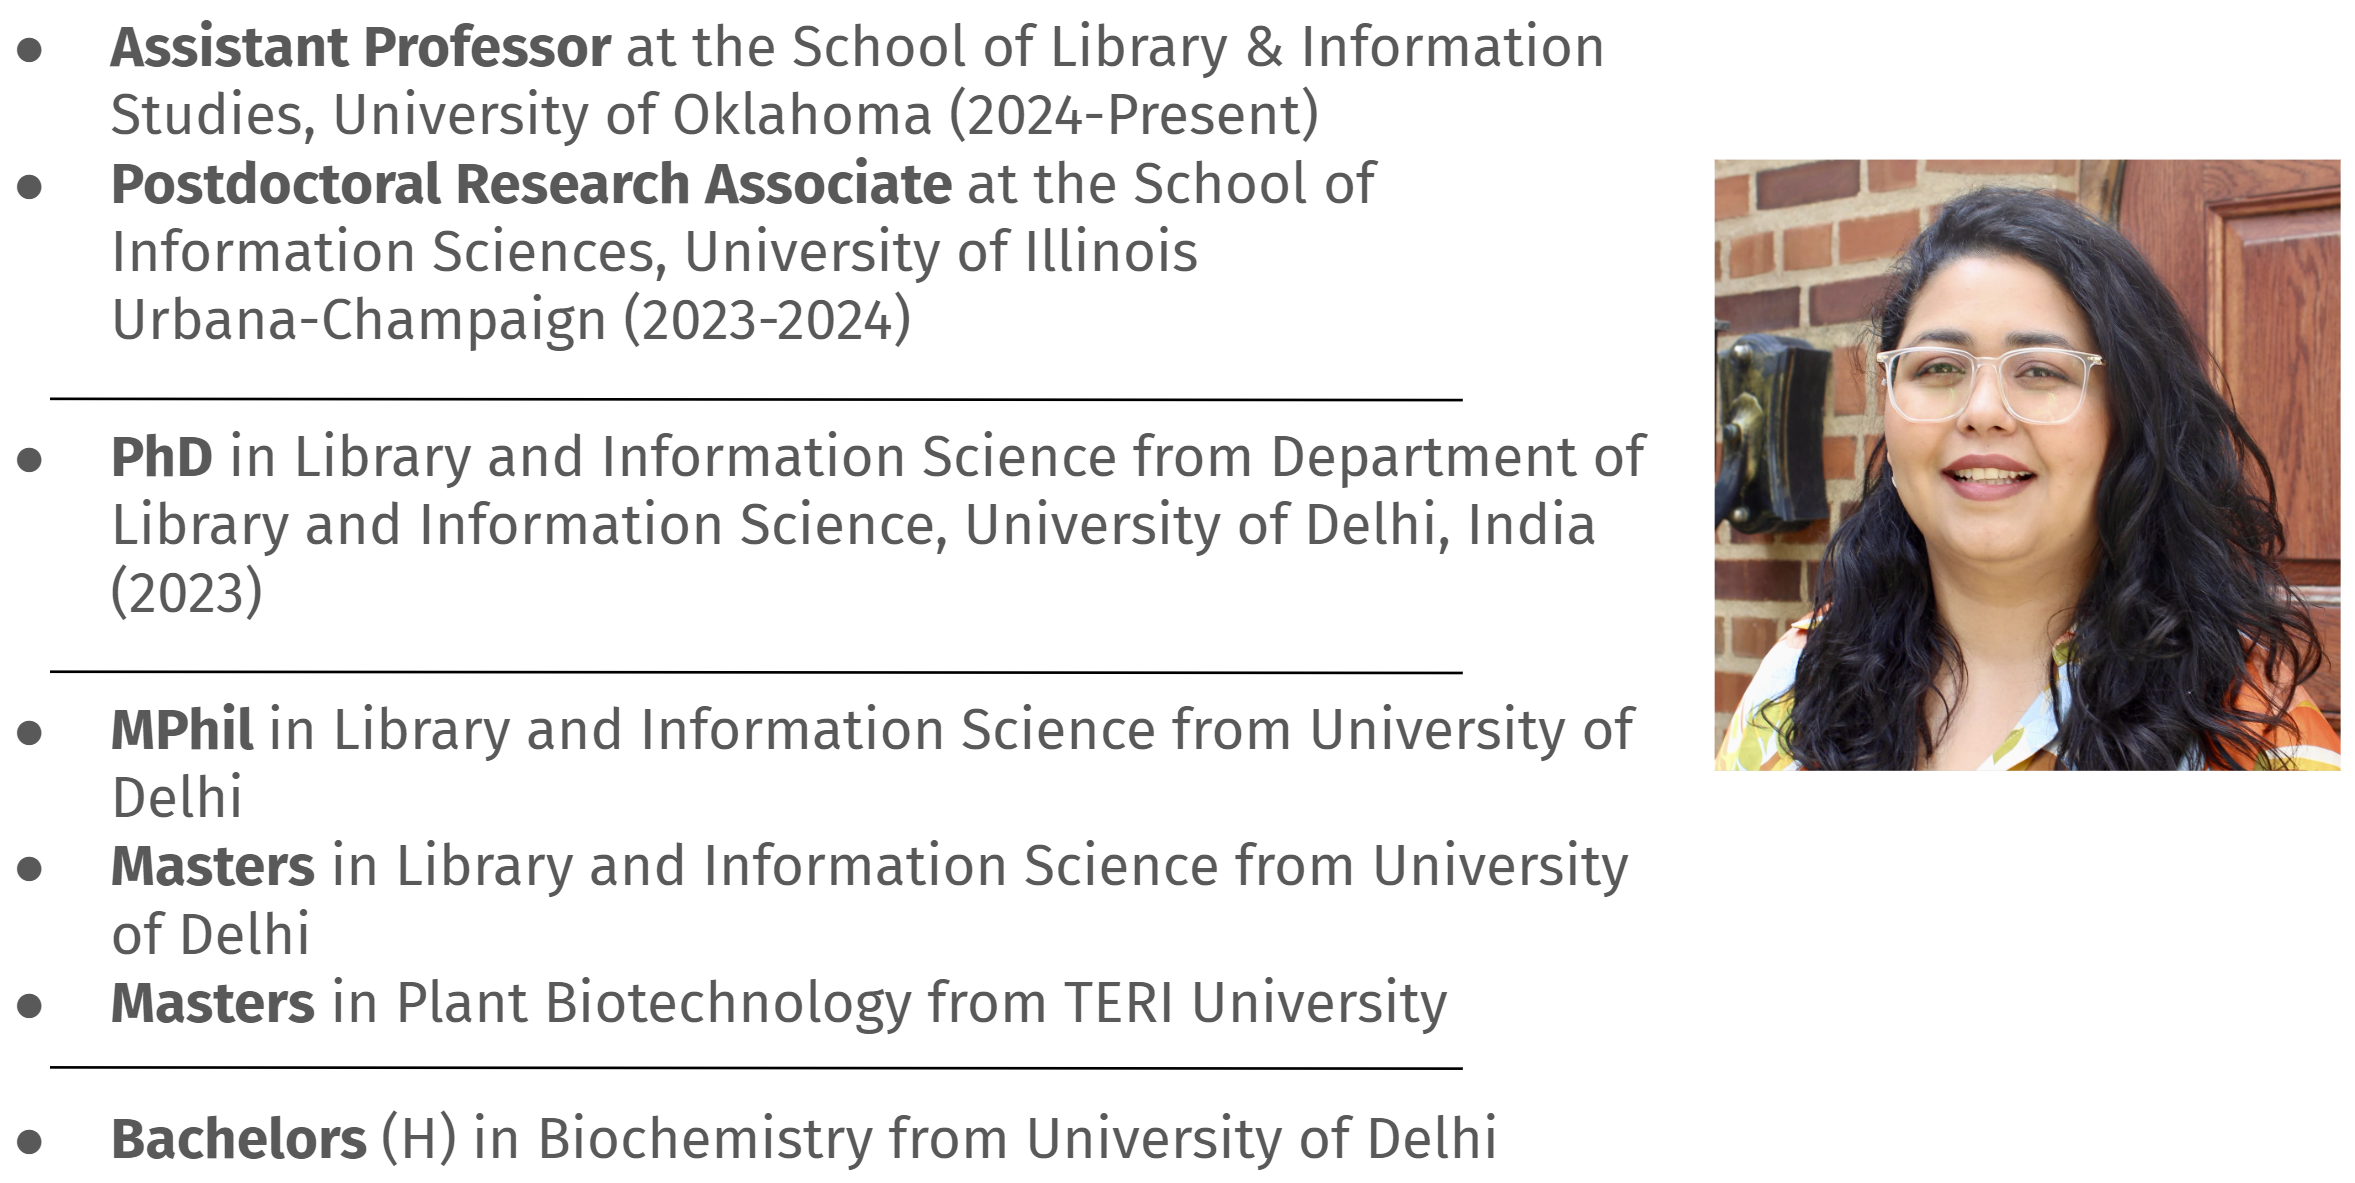 ● Assistant Professor at the School of Library & Information
Studies, University of Oklahoma (2024-Present)
● Postdoctoral Research Associate at the School of
Information Sciences, University of Illinois
Urbana-Champaign (2023-2024)
● PhD in Library and Information Science from Department of
Library and Information Science, University of Delhi, India
(2023)
● MPhil in Library and Information Science from University of
Delhi
● Masters in Library and Information Science from University
of Delhi
● Masters in Plant Biotechnology from TERI University
● Bachelors (H) in Biochemistry from University of Delhi